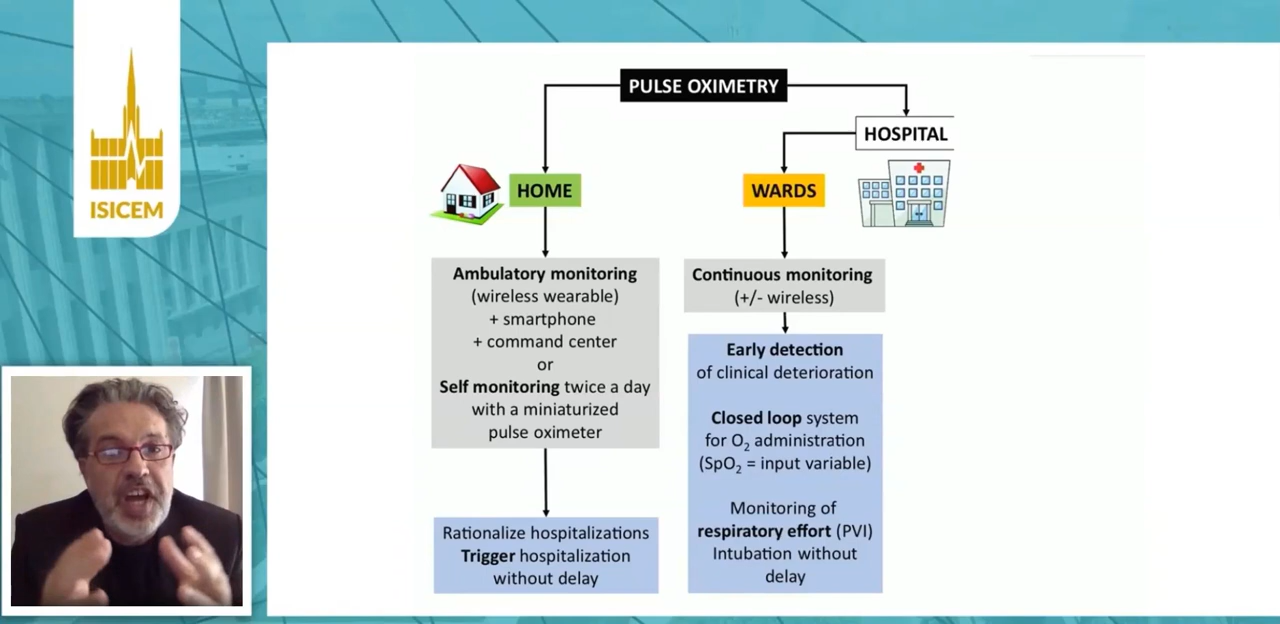 ISICEM
PULSE OXIMETRY
HOSPITAL
HOME
WARDS
Ambulatory monitoring
(wireless wearable)
+ smartphone
+ command center
or
Self monitoring twice a day
with a miniaturized
pulse oximeter
Rationalize hospitalizations
Trigger hospitalization
without delay
Continuous monitoring
(+/- wireless)
Early detection
of clinical deterioration
Closed loop system
for O₂ administration
(SpO₂ = input variable)
Monitoring of
respiratory effort (PVI)
Intubation without
delay